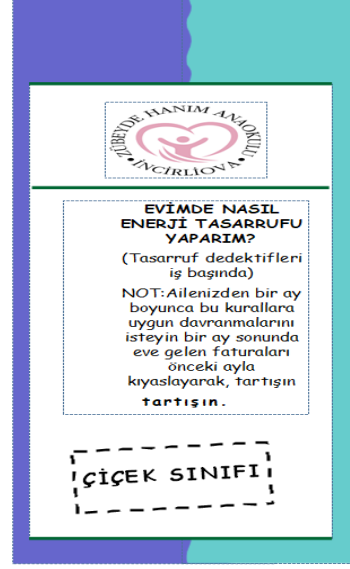 ZÜBEYDE HANIM ANAOKULU
• İNCİRLİOVA •
EVİMDE NASIL
ENERJİ TASARRUFU
YAPARIM?
(Tasarruf dedektifleri
iş başında)
NOT:Ailenizden bir ay
boyunca bu kurallara
uygun davranmalarını
isteyin bir ay sonunda
eve gelen faturaları
önceki ayla
kıyaslayarak, tartışın
tartışın.
ÇİÇEK SINIFI